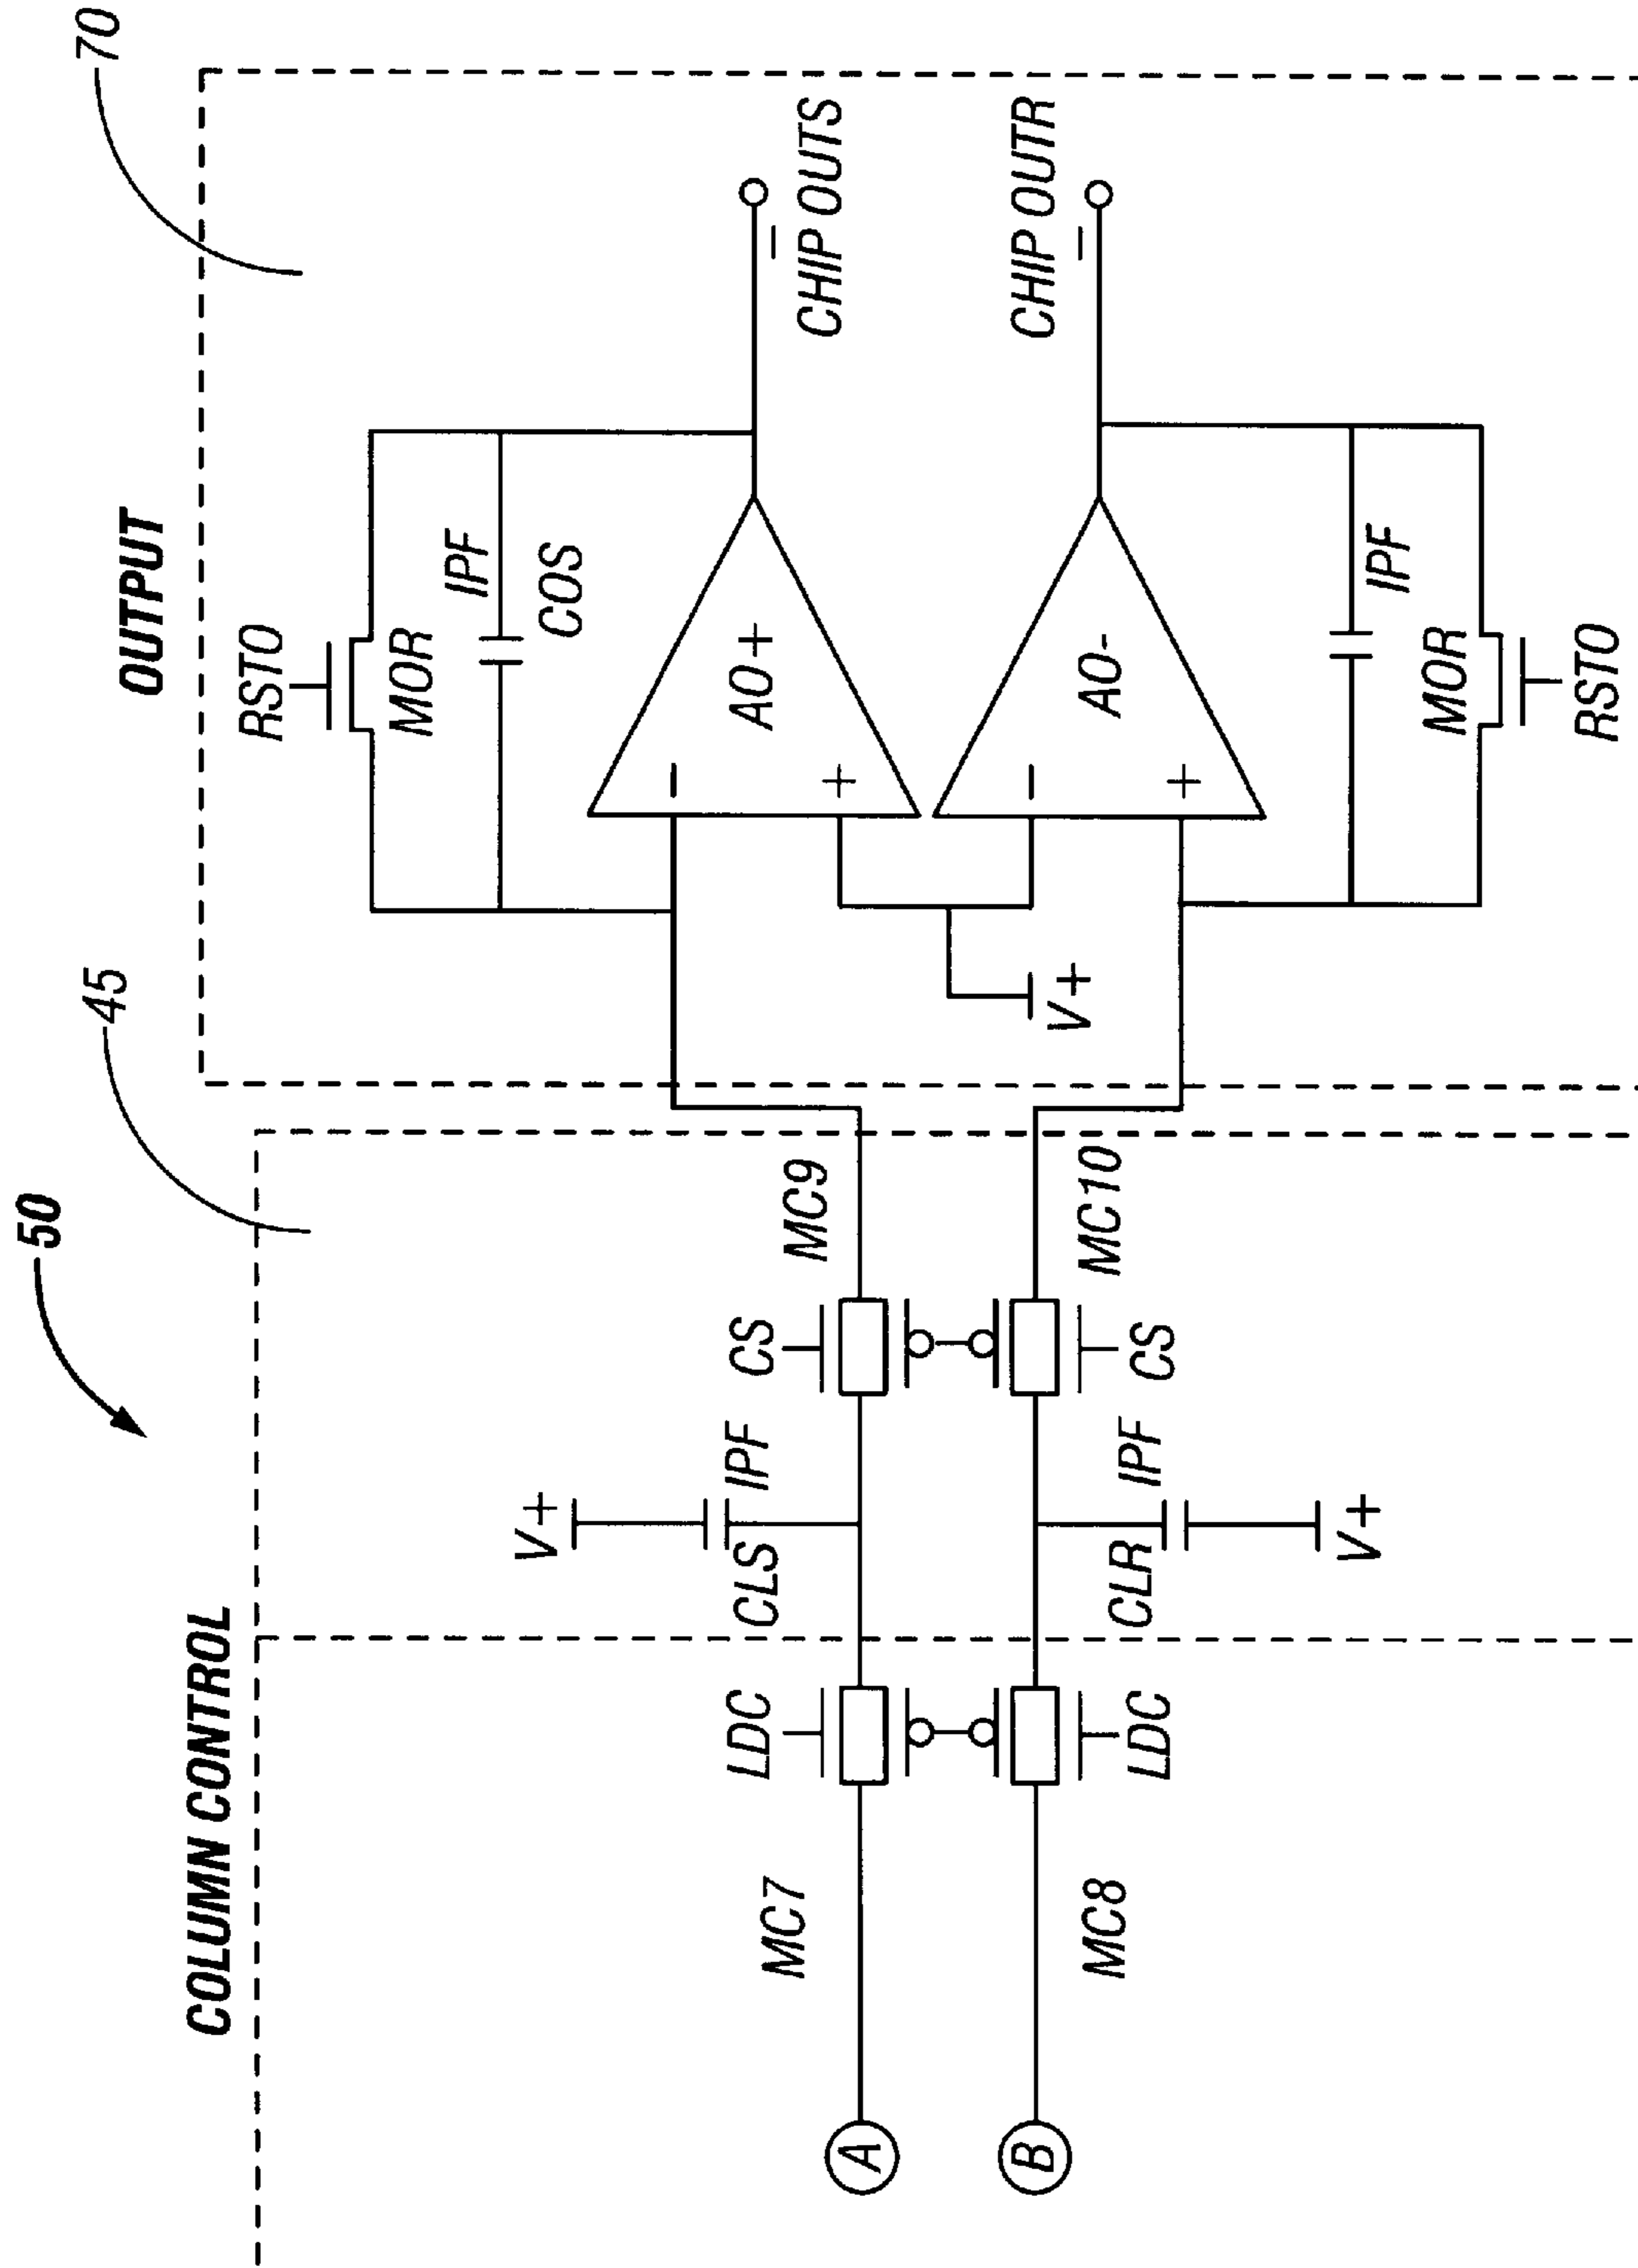 50
45
70
COLUMN CONTROL
OUTPUT
RSTO
MOR
IPF
COS
V+
IPF
CLS
LDC
CS
MC7
MC9
A
-
AO+
+
CHIP OUTS
V+
-
AO-
+
CHIP OUTR
B
MC8
MC10
LDC
CS
CLR
IPF
V+
IPF
MOR
RSTO